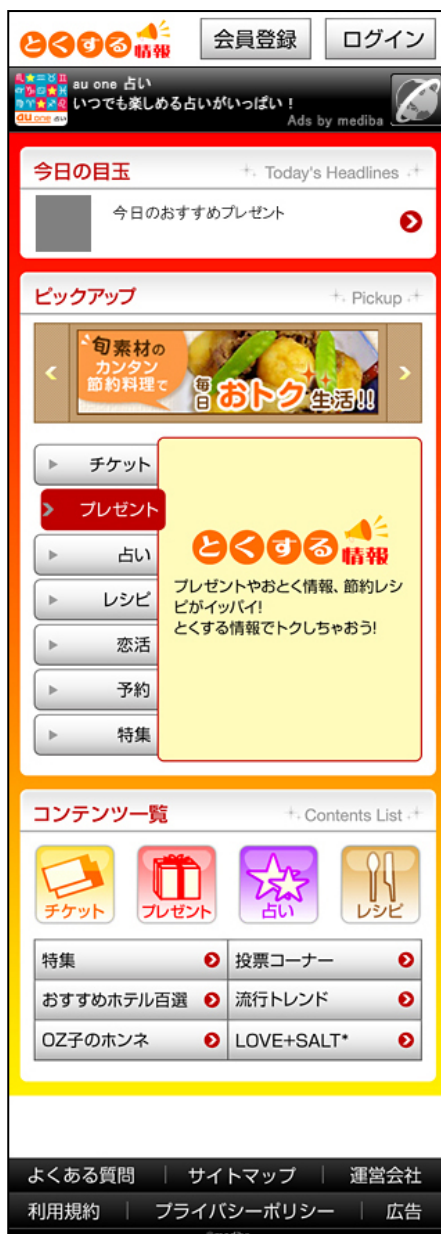 とくする情報
会員登録
ログイン
au one 占い
いつでも楽しめる占いがいっぱい！
Ads by mediba
au one 占い
今日の目玉
Today's Headlines
今日のおすすめプレゼント
ピックアップ
Pickup
旬素材の
カンタン
節約料理で
毎日おトク生活!!
チケット
プレゼント
占い
レシピ
恋活
予約
特集
とくする情報
プレゼントやおとく情報、節約レシ
ピがイッパイ!
とくする情報でトクしちゃおう!
コンテンツ一覧
Contents List
チケット
プレゼント
占い
レシピ
特集
投票コーナー
おすすめホテル百選
流行トレンド
OZ子のホンネ
LOVE+SALT*
よくある質問
サイトマップ
運営会社
利用規約
プライバシーポリシー
広告